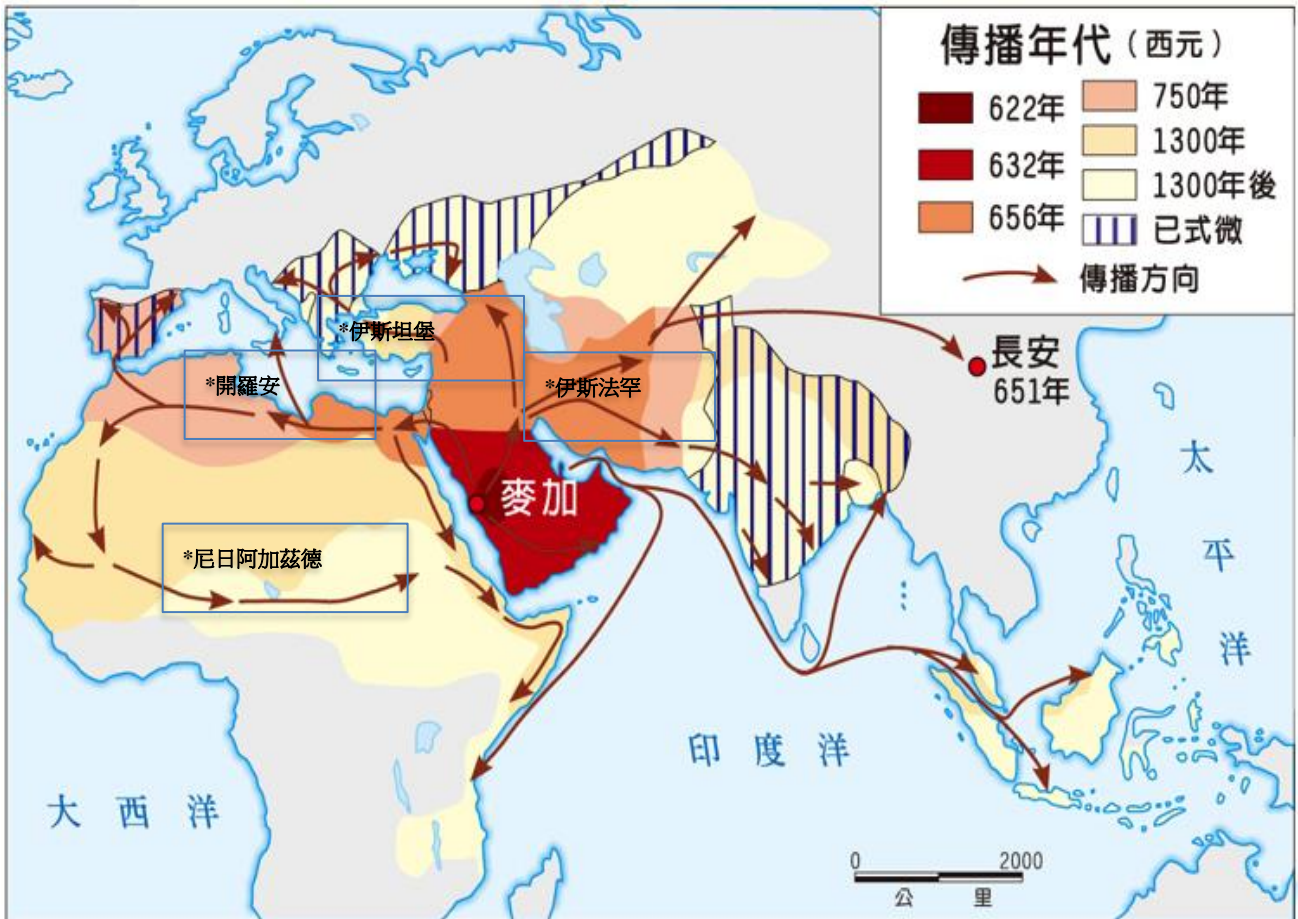 傳播年代（西元）
622年
632年
656年
750年
1300年
1300年後
已式微
傳播方向
*伊斯坦堡
*開羅安
*伊斯法罕
長安
651年
麥加
*尼日阿加茲德
太平洋
印度洋
大西洋
0 2000
公里